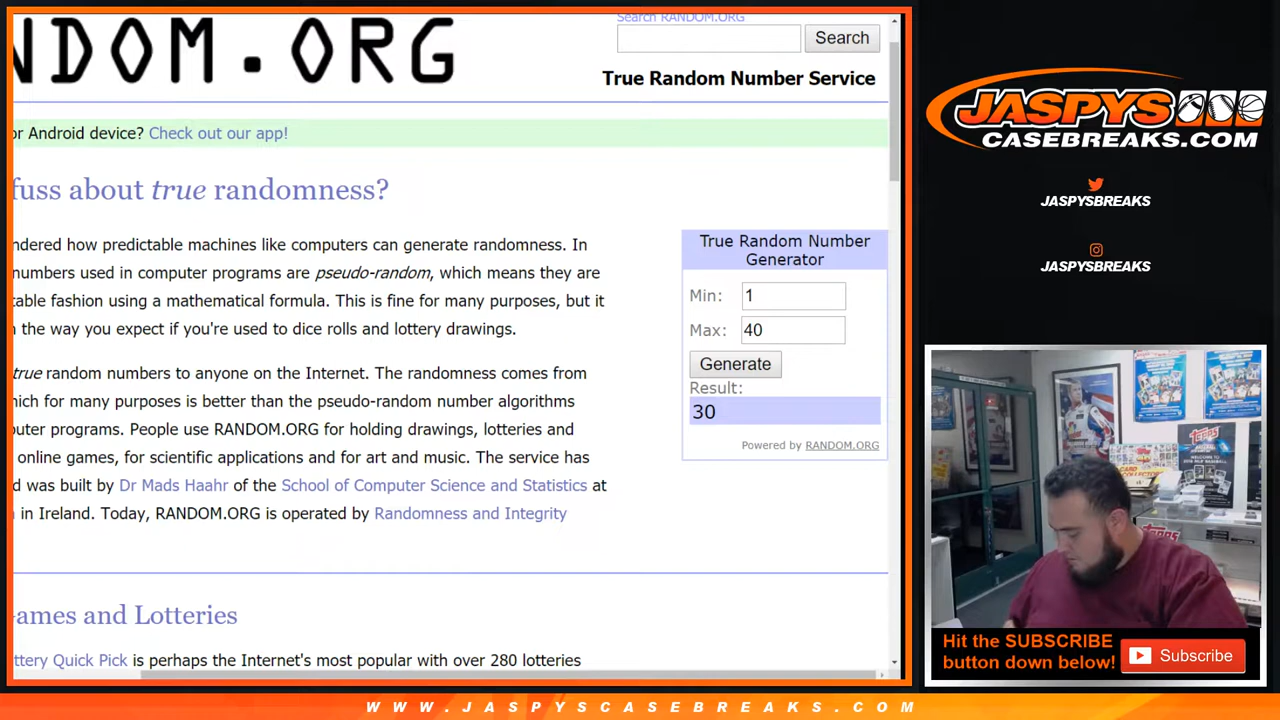 NDOM.ORG
Search RANDOM.ORG
Search
True Random Number Service
or Android device? Check out our app!
fuss about true randomness?
ndered how predictable machines like computers can generate randomness. In
numbers used in computer programs are pseudo-random, which means they are
table fashion using a mathematical formula. This is fine for many purposes, but it
n the way you expect if you're used to dice rolls and lottery drawings.
true random numbers to anyone on the Internet. The randomness comes from
hich for many purposes is better than the pseudo-random number algorithms
outer programs. People use RANDOM.ORG for holding drawings, lotteries and
online games, for scientific applications and for art and music. The service has
d was built by Dr Mads Haahr of the School of Computer Science and Statistics at
in Ireland. Today, RANDOM.ORG is operated by Randomness and Integrity
True Random Number
Generator
Min: 1
Max: 40
Generate
Result:
30
Powered by RANDOM.ORG
Games and Lotteries
ttery Quick Pick is perhaps the Internet's most popular with over 280 lotteries
JASPYS
CASEBREAKS.COM
JASPYSBREAKS
JASPYSBREAKS
topps
Hit the SUBSCRIBE
button down below!
Subscribe
WWW.JASPYSCASEBREAKS.COM